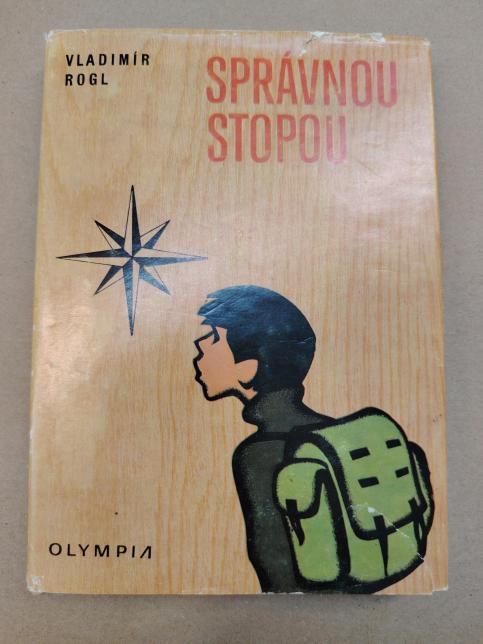 VLADIMÍR
ROGL
SPRÁVNOU
STOPOU
OLYMPIA